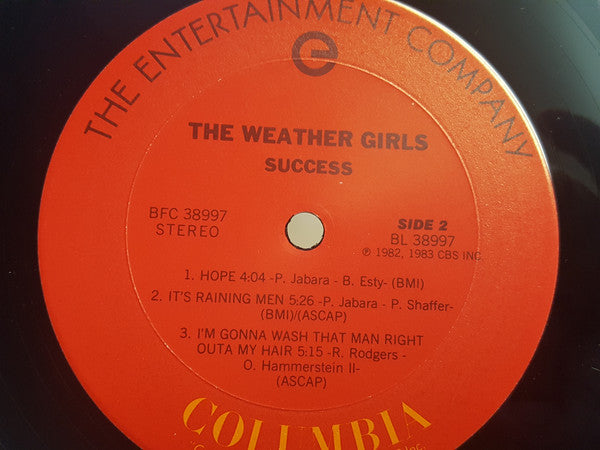 THE ENTERTAINMENT COMPANY
e
THE WEATHER GIRLS
SUCCESS
BFC 38997
STEREO
SIDE 2
BL 38997
℗ 1982, 1983 CBS INC.
1. HOPE 4:04 -P. Jabara - B. Esty- (BMI)
2. IT'S RAINING MEN 5:26 -P. Jabara - P. Shaffer-
(BMI)/(ASCAP)
3. I'M GONNA WASH THAT MAN RIGHT
OUTA MY HAIR 5:15 -R. Rodgers -
O. Hammerstein II-
(ASCAP)
COLUMBIA